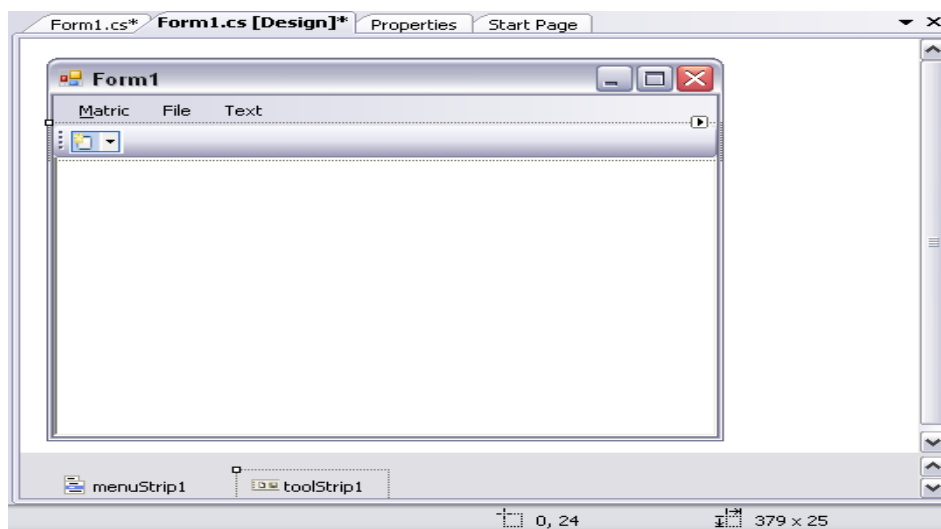 Form1.cs* Form1.cs [Design]* Properties Start Page
Form1
Matric File Text
menuStrip1 toolStrip1
0, 24 379 x 25